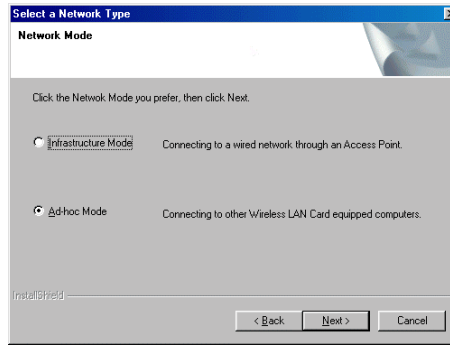 Select a Network Type
Network Mode
Click the Netwok Mode you prefer, then click Next.
Infrastructure Mode Connecting to a wired network through an Access Point.
Ad-hoc Mode Connecting to other Wireless LAN Card equipped computers.
InstallShield
< Back Next > Cancel